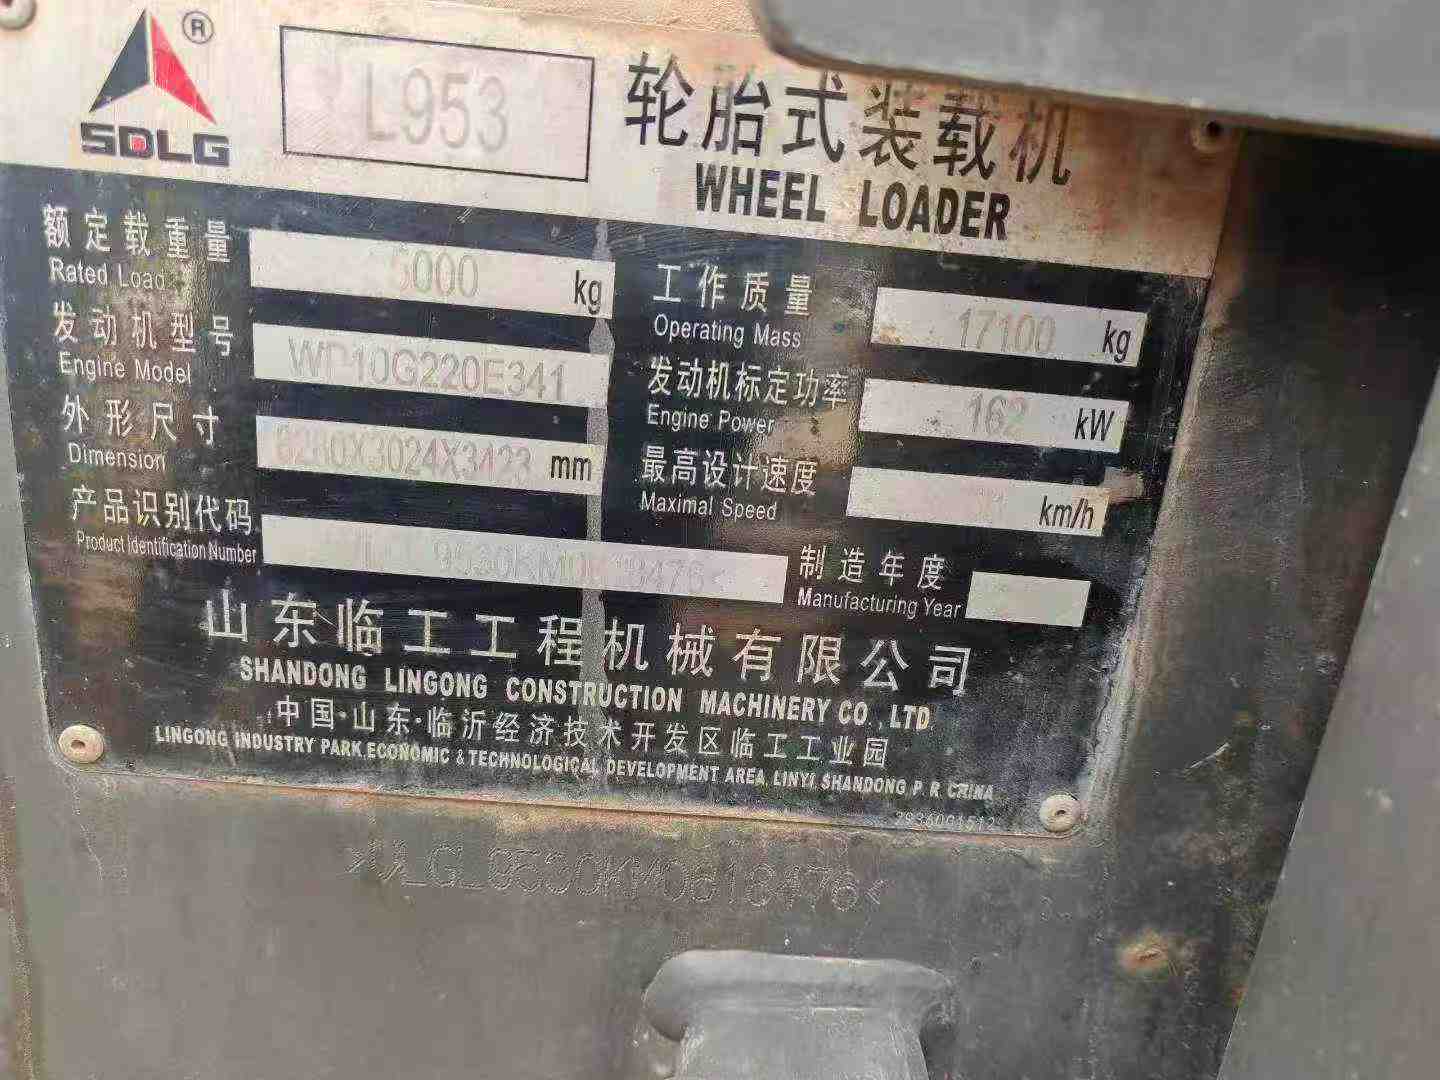 ®
SDLG
L953
轮胎式装载机
WHEEL LOADER
额定载重量
Rated Load
5000 kg
工作质量
Operating Mass
17100 kg
发动机型号
Engine Model
WP10G220E341
发动机标定功率
Engine Power
162 kW
外形尺寸
Dimension
8280X3024X3423 mm
最高设计速度
Maximal Speed
km/h
产品识别代码
Product Identification Number
制造年度
Manufacturing Year
山东临工工程机械有限公司
SHANDONG LINGONG CONSTRUCTION MACHINERY CO.,LTD
中国·山东·临沂经济技术开发区临工工业园
LINGONG INDUSTRY PARK.ECONOMIC & TECHNOLOGICAL DEVELOPMENT AREA, LINYI, SHANDONG P. R. CHINA